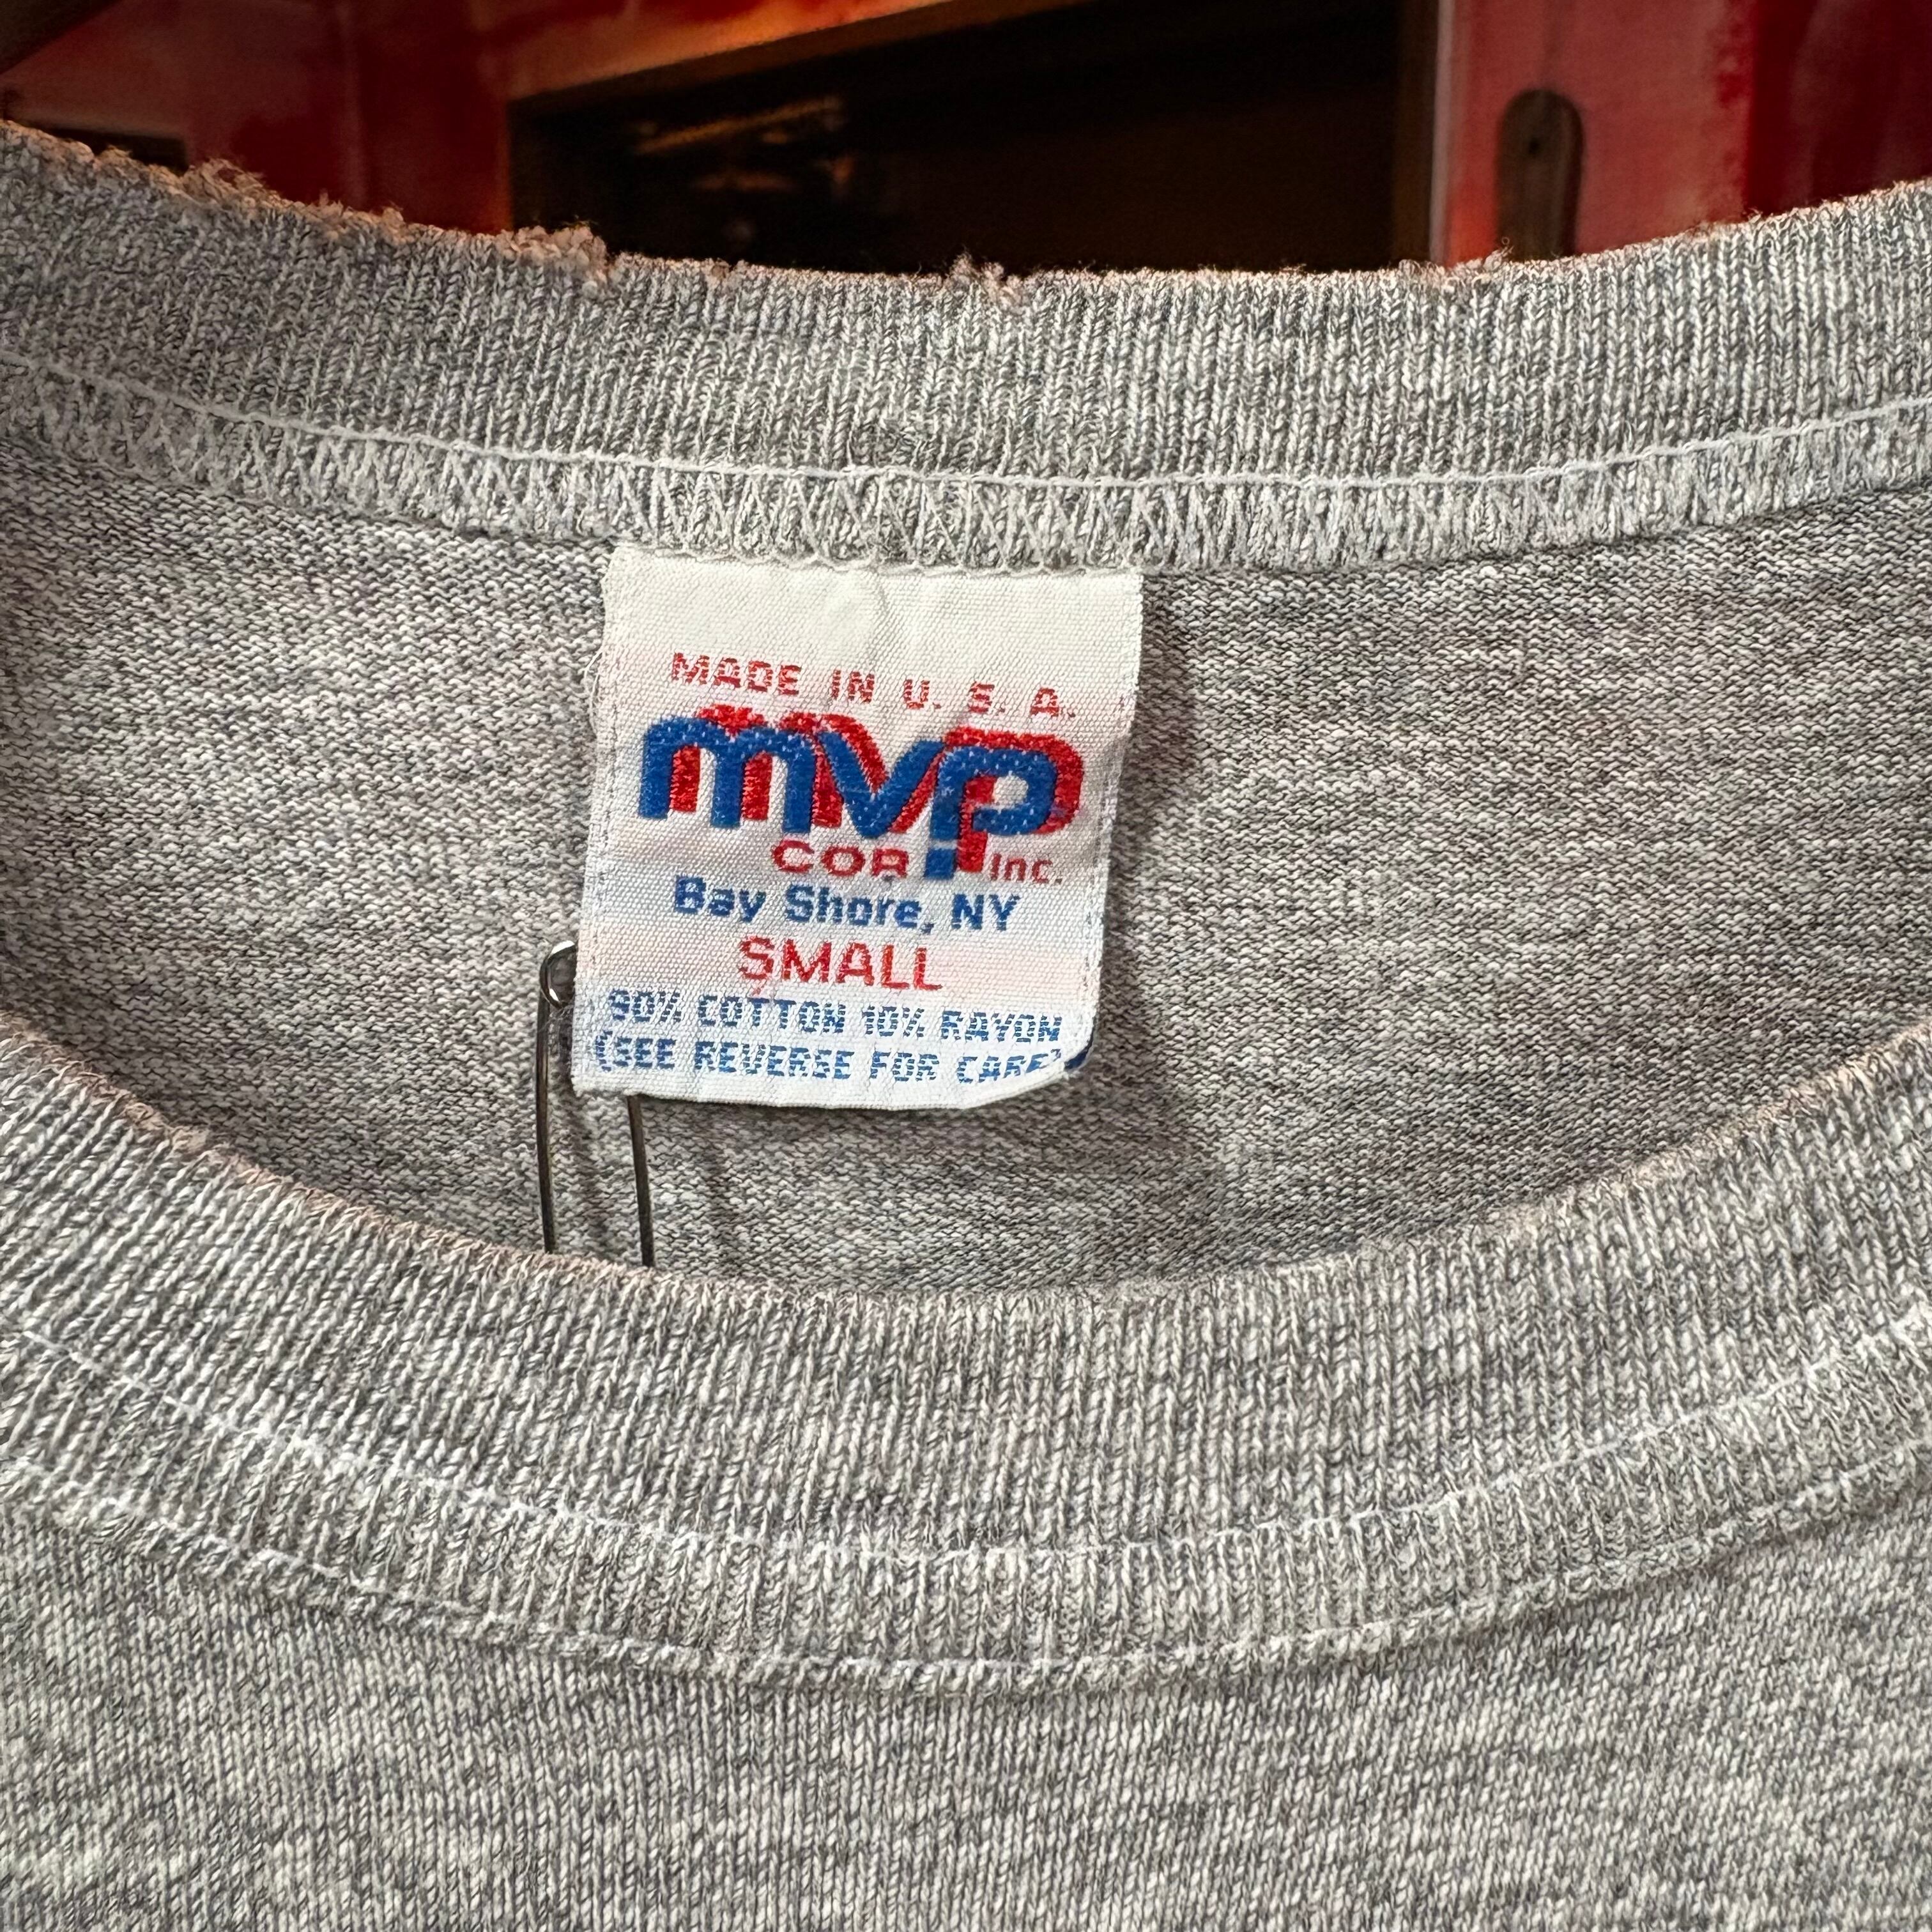 MADE IN U. S. A.
mvp
COR Inc.
Bay Shore, NY
SMALL
90% COTTON 10% RAYON
(SEE REVERSE FOR CARE)